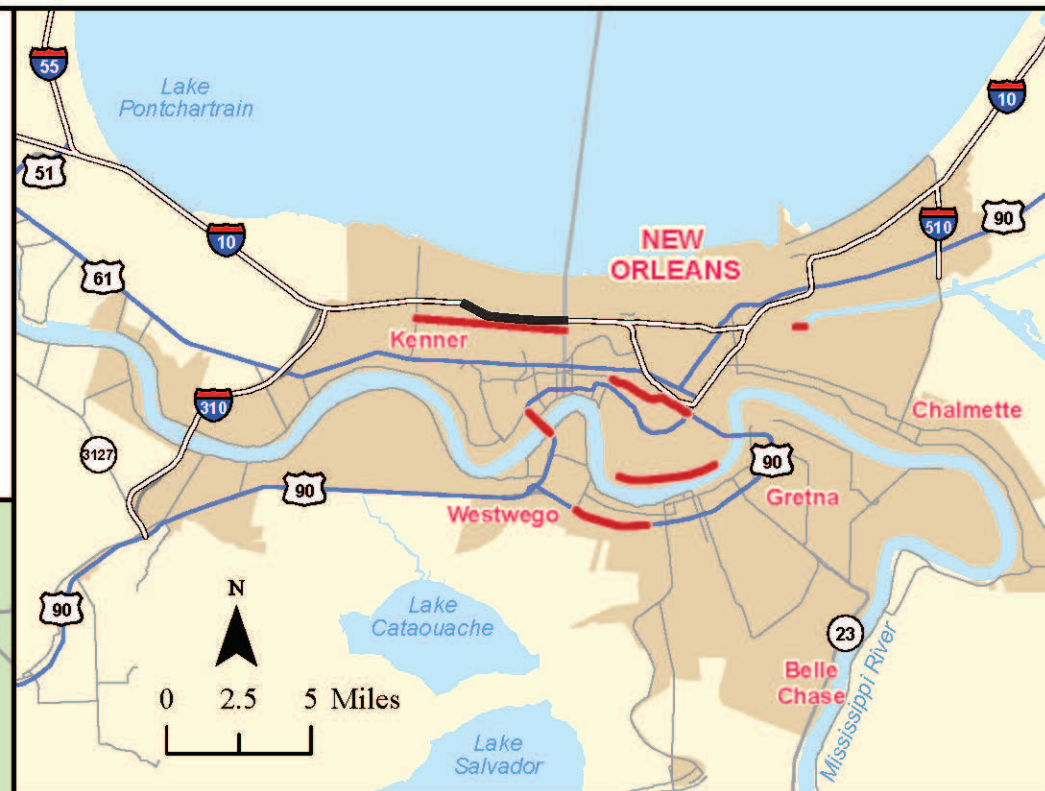 55
Lake
Pontchartrain
10
51
NEW
ORLEANS
510
90
10
61
Kenner
310
Chalmette
3127
90
90
Westwego
Gretna
90
N
Lake
Cataouache
23
Belle
Chase
Mississippi River
0 2.5 5 Miles
Lake
Salvador